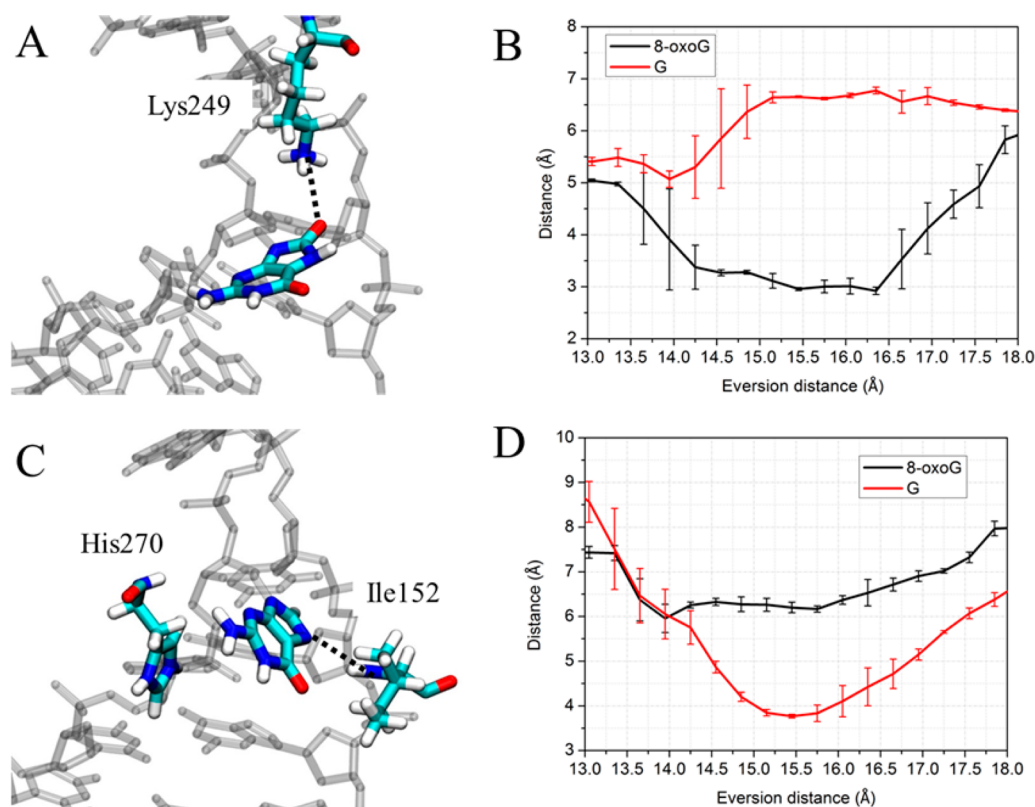 A
Lys249
B
8-oxoG
G
8
7
6
5
4
3
2
Distance (Å)
13.0 13.5 14.0 14.5 15.0 15.5 16.0 16.5 17.0 17.5 18.0
Eversion distance (Å)
C
His270
Ile152
D
8-oxoG
G
10
9
8
7
6
5
4
3
Distance (Å)
13.0 13.5 14.0 14.5 15.0 15.5 16.0 16.5 17.0 17.5 18.0
Eversion distance (Å)